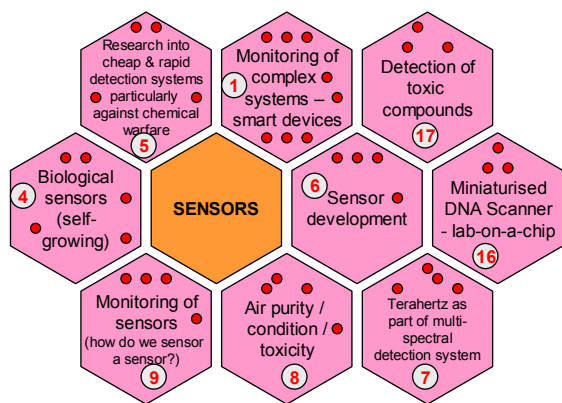 Research into
cheap & rapid
detection systems
particularly
against chemical
warfare
5
Monitoring of
complex
systems –
smart devices
1
Detection of
toxic
compounds
17
4
Biological
sensors
(self-
growing)
SENSORS
6
Sensor
development
Miniaturised
DNA Scanner
- lab-on-a-chip
16
Monitoring of
sensors
(how do we sensor
a sensor?)
9
Air purity /
condition /
toxicity
8
Terahertz as
part of multi-
spectral
detection system
7